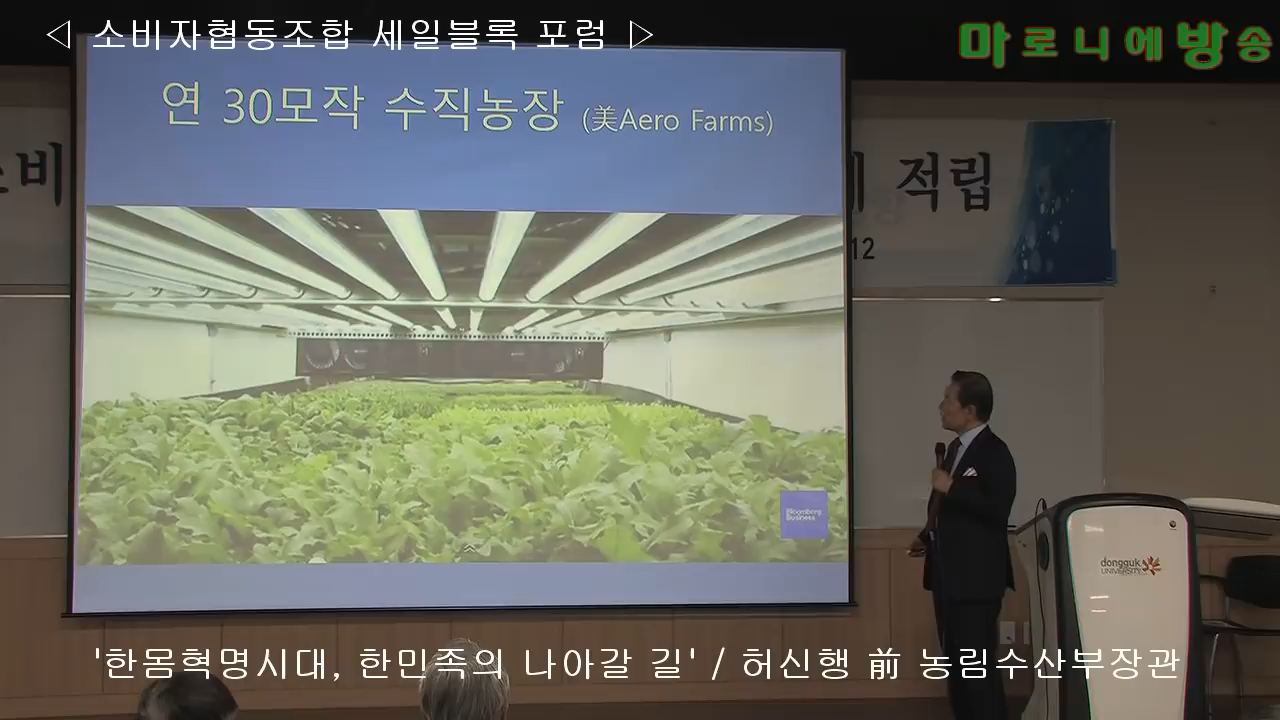 ◁ 소비자협동조합 세일블록 포럼 ▷
마로니에방송
연 30모작 수직농장 (美Aero Farms)
비
적립
12
Bloomberg
Business
dongguk
UNIVERSITY
'한몸혁명시대, 한민족의 나아갈 길' / 허신행 前 농림수산부장관